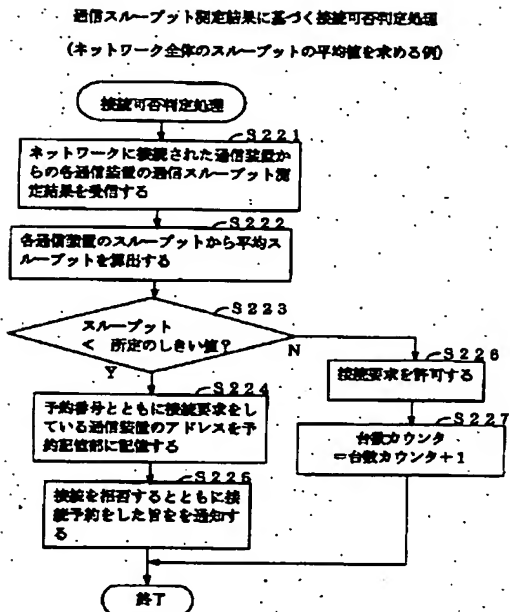 通信スループット測定結果に基づく接続可否判定処理
(ネットワーク全体のスループットの平均値を求める例)
接続可否判定処理
S221
ネットワークに接続された通信装置か
らの各通信装置の通信スループット測
定結果を受信する
S222
各通信装置のスループットから平均ス
ループットを算出する
S223
スループット
< 所定のしきい値?
N
Y
S224
予約番号とともに接続要求をし
ている通信装置のアドレスを予
約記憶部に記憶する
S225
接続を拒否するとともに接
続予約をした旨をを通知す
る
S226
接続要求を許可する
S227
台数カウンタ
=台数カウンタ+1
終了